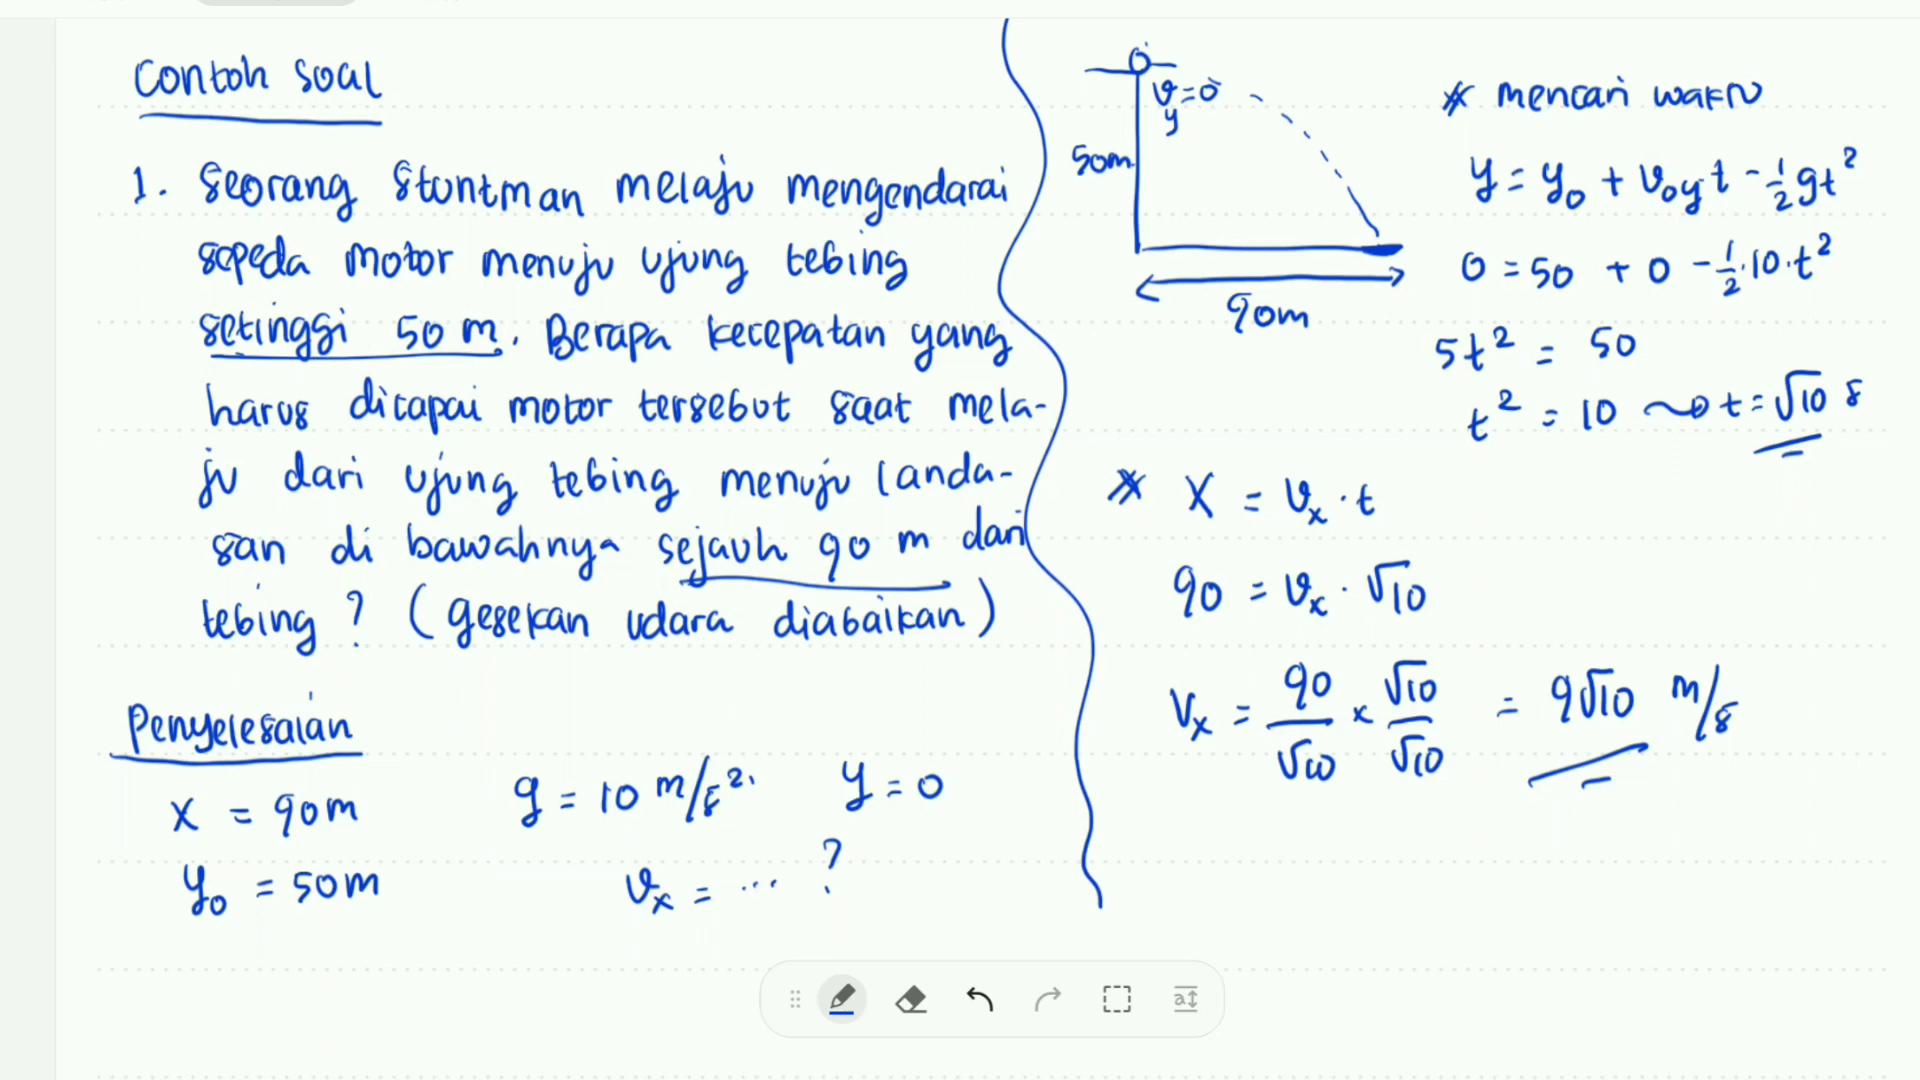 Contoh soal
1. Seorang Stuntman melaju mengendarai
sepeda motor menuju ujung tebing
setinggi 50 m. Berapa kecepatan yang
harus dicapai motor tersebut saat mela-
ju dari ujung tebing menuju landa-
san di bawahnya sejauh 90 m dari
tebing? (gesekan udara diabaikan)
Penyelesaian
x = 90m
g = 10 m/s².
y = 0
y₀ = 50m
vₓ = ... ?
v_y = 0
50m
90m
* mencari waktu
y = y₀ + v₀y t - ½gt²
0 = 50 + 0 - ½·10·t²
5t² = 50
t² = 10 ~> t = √10 s
* X = vₓ · t
90 = vₓ · √10
Vₓ = 90/√10 × √10/√10 = 9√10 m/s
a